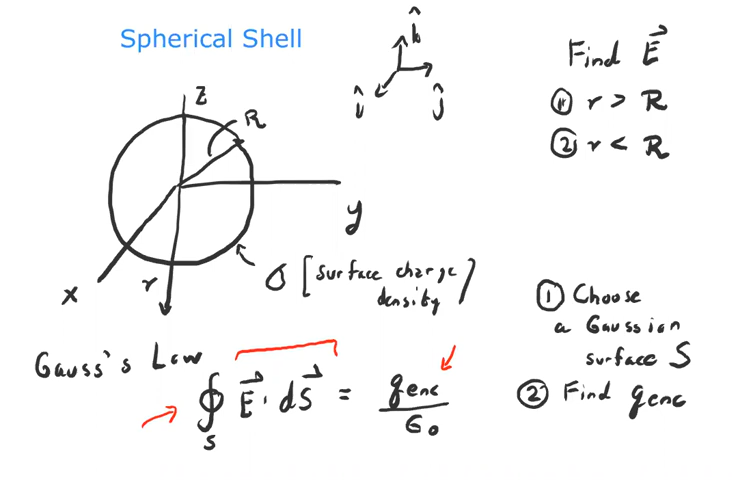 Spherical Shell
k̂
î
ĵ
Find E⃗
① r > R
② r < R
z
R
y
x
r
σ [surface charge
density]
Gauss's Law
∮ E⃗ · dS⃗ = qenc
S
ϵ₀
① Choose
a Gaussian
surface S
② Find qenc